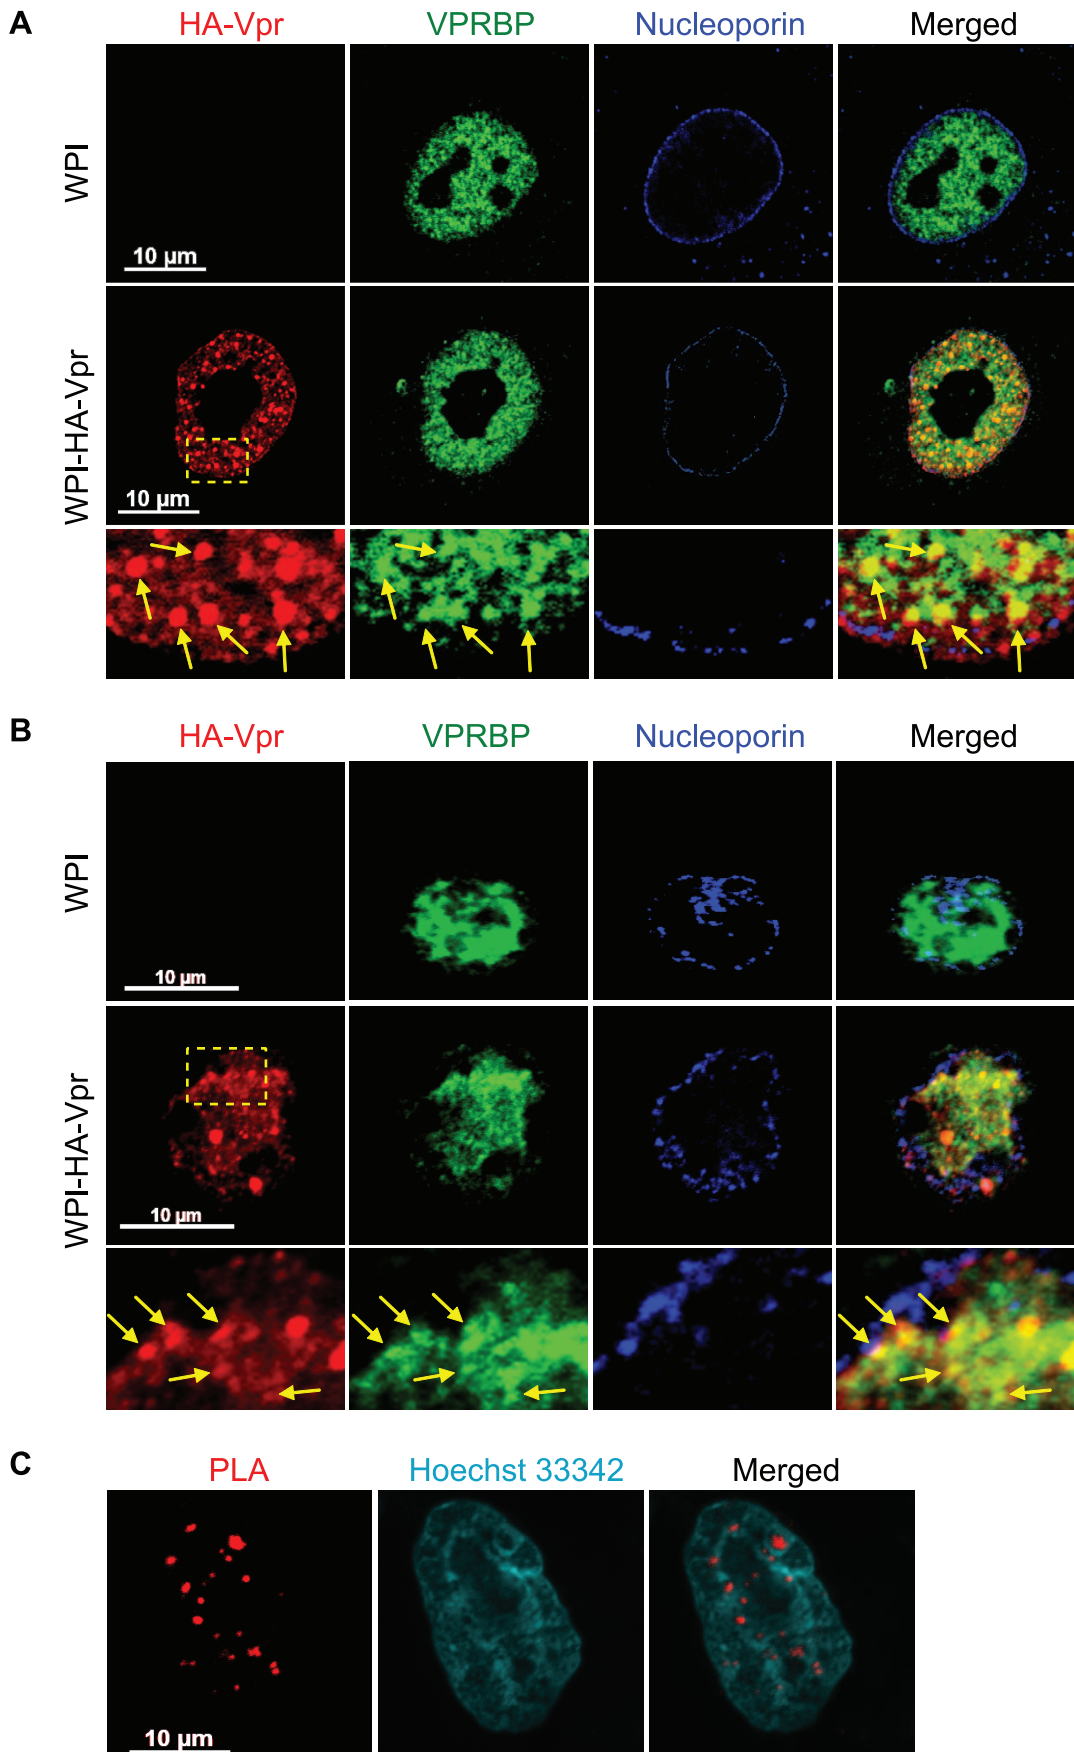 A
HA-Vpr VPRBP Nucleoporin Merged
WPI
10 µm
WPI-HA-Vpr
10 µm
B
HA-Vpr VPRBP Nucleoporin Merged
WPI
10 µm
WPI-HA-Vpr
10 µm
C
PLA Hoechst 33342 Merged
10 µm